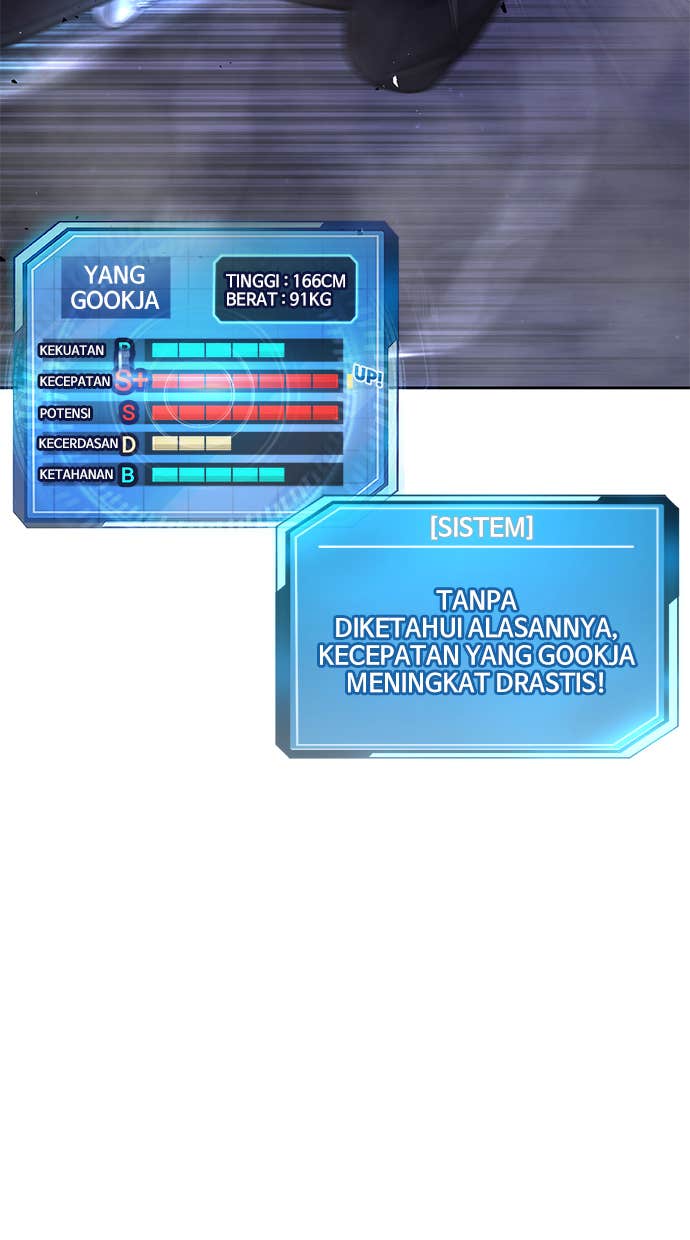 YANG
GOOKJA
TINGGI : 166CM
BERAT : 91KG
KEKUATAN
KECEPATAN S+ UP!
POTENSI S
KECERDASAN D
KETAHANAN B
[SISTEM]
TANPA
DIKETAHUI ALASANNYA,
KECEPATAN YANG GOOKJA
MENINGKAT DRASTIS!